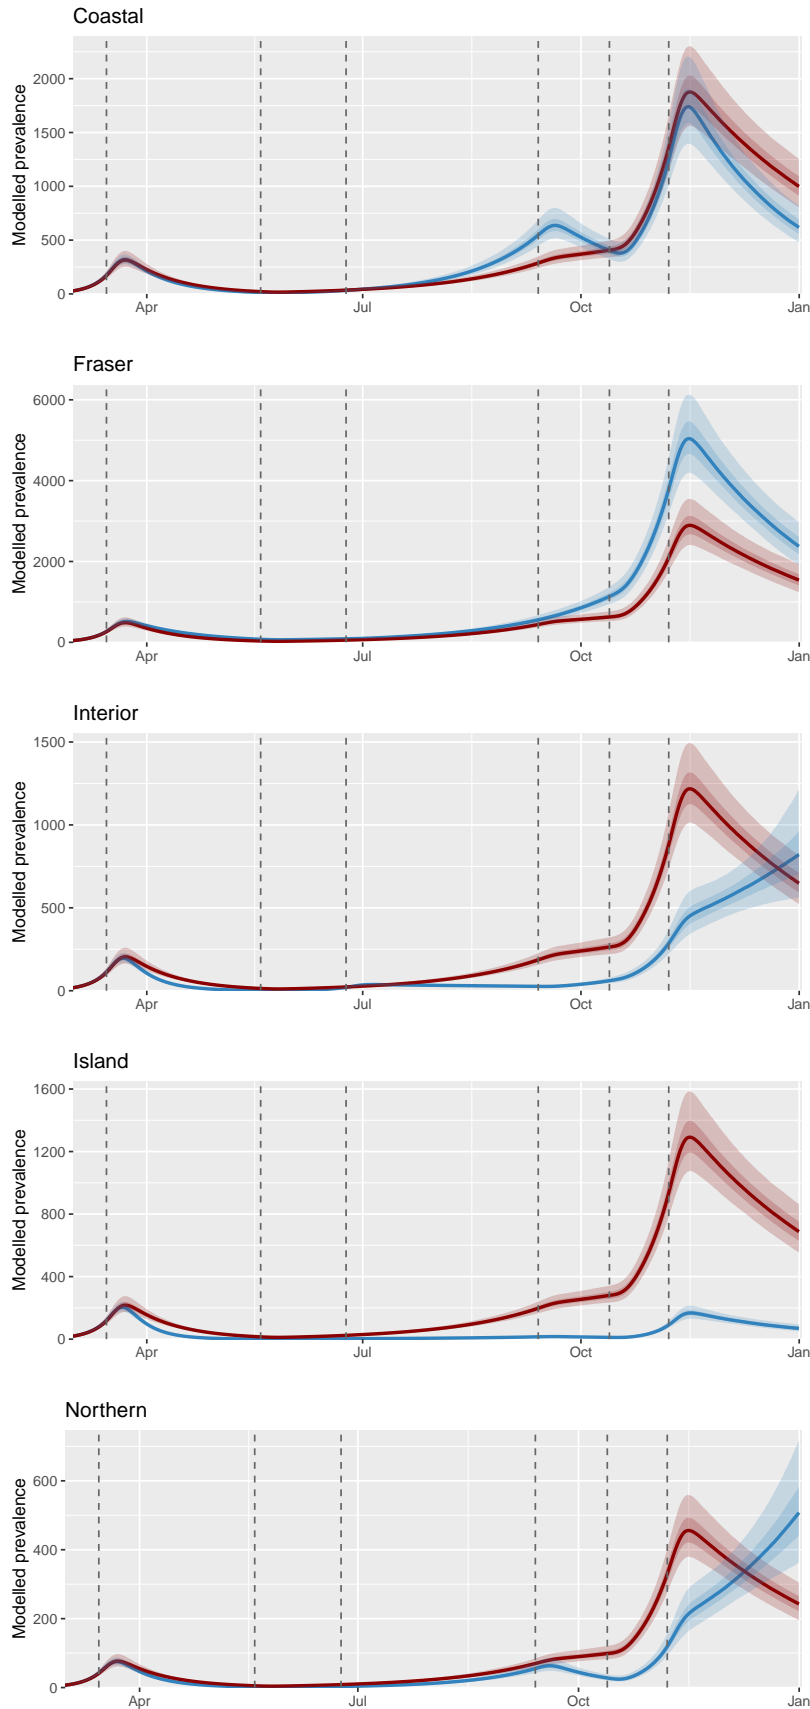 Coastal
Modelled prevalence
2000
1500
1000
500
0
Apr Jul Oct Jan
Fraser
Modelled prevalence
6000
4000
2000
0
Apr Jul Oct Jan
Interior
Modelled prevalence
1500
1000
500
0
Apr Jul Oct Jan
Island
Modelled prevalence
1600
1200
800
400
0
Apr Jul Oct Jan
Northern
Modelled prevalence
600
400
200
0
Apr Jul Oct Jan